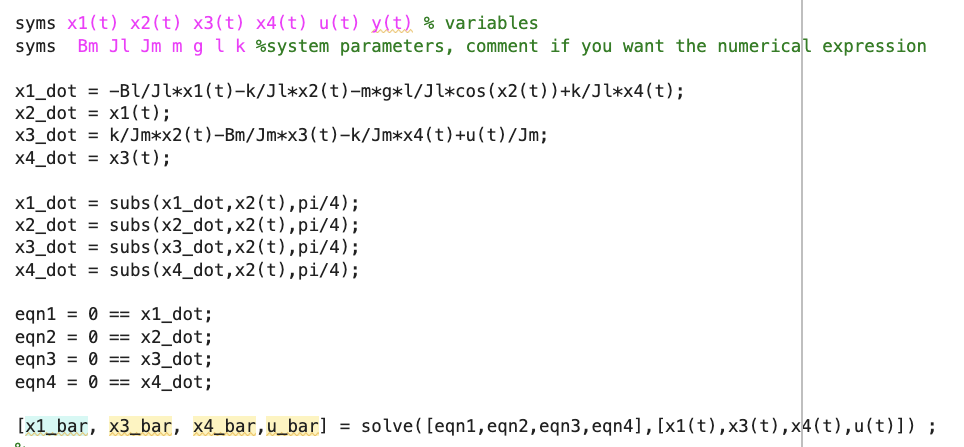 syms x1(t) x2(t) x3(t) x4(t) u(t) y(t) % variables
syms  Bm Jl Jm m g l k %system parameters, comment if you want the numerical expression
x1_dot = -Bl/Jl*x1(t)-k/Jl*x2(t)-m*g*l/Jl*cos(x2(t))+k/Jl*x4(t);
x2_dot = x1(t);
x3_dot = k/Jm*x2(t)-Bm/Jm*x3(t)-k/Jm*x4(t)+u(t)/Jm;
x4_dot = x3(t);
x1_dot = subs(x1_dot,x2(t),pi/4);
x2_dot = subs(x2_dot,x2(t),pi/4);
x3_dot = subs(x3_dot,x2(t),pi/4);
x4_dot = subs(x4_dot,x2(t),pi/4);
eqn1 = 0 == x1_dot;
eqn2 = 0 == x2_dot;
eqn3 = 0 == x3_dot;
eqn4 = 0 == x4_dot;
[x1_bar, x3_bar, x4_bar,u_bar] = solve([eqn1,eqn2,eqn3,eqn4],[x1(t),x3(t),x4(t),u(t)]) ;